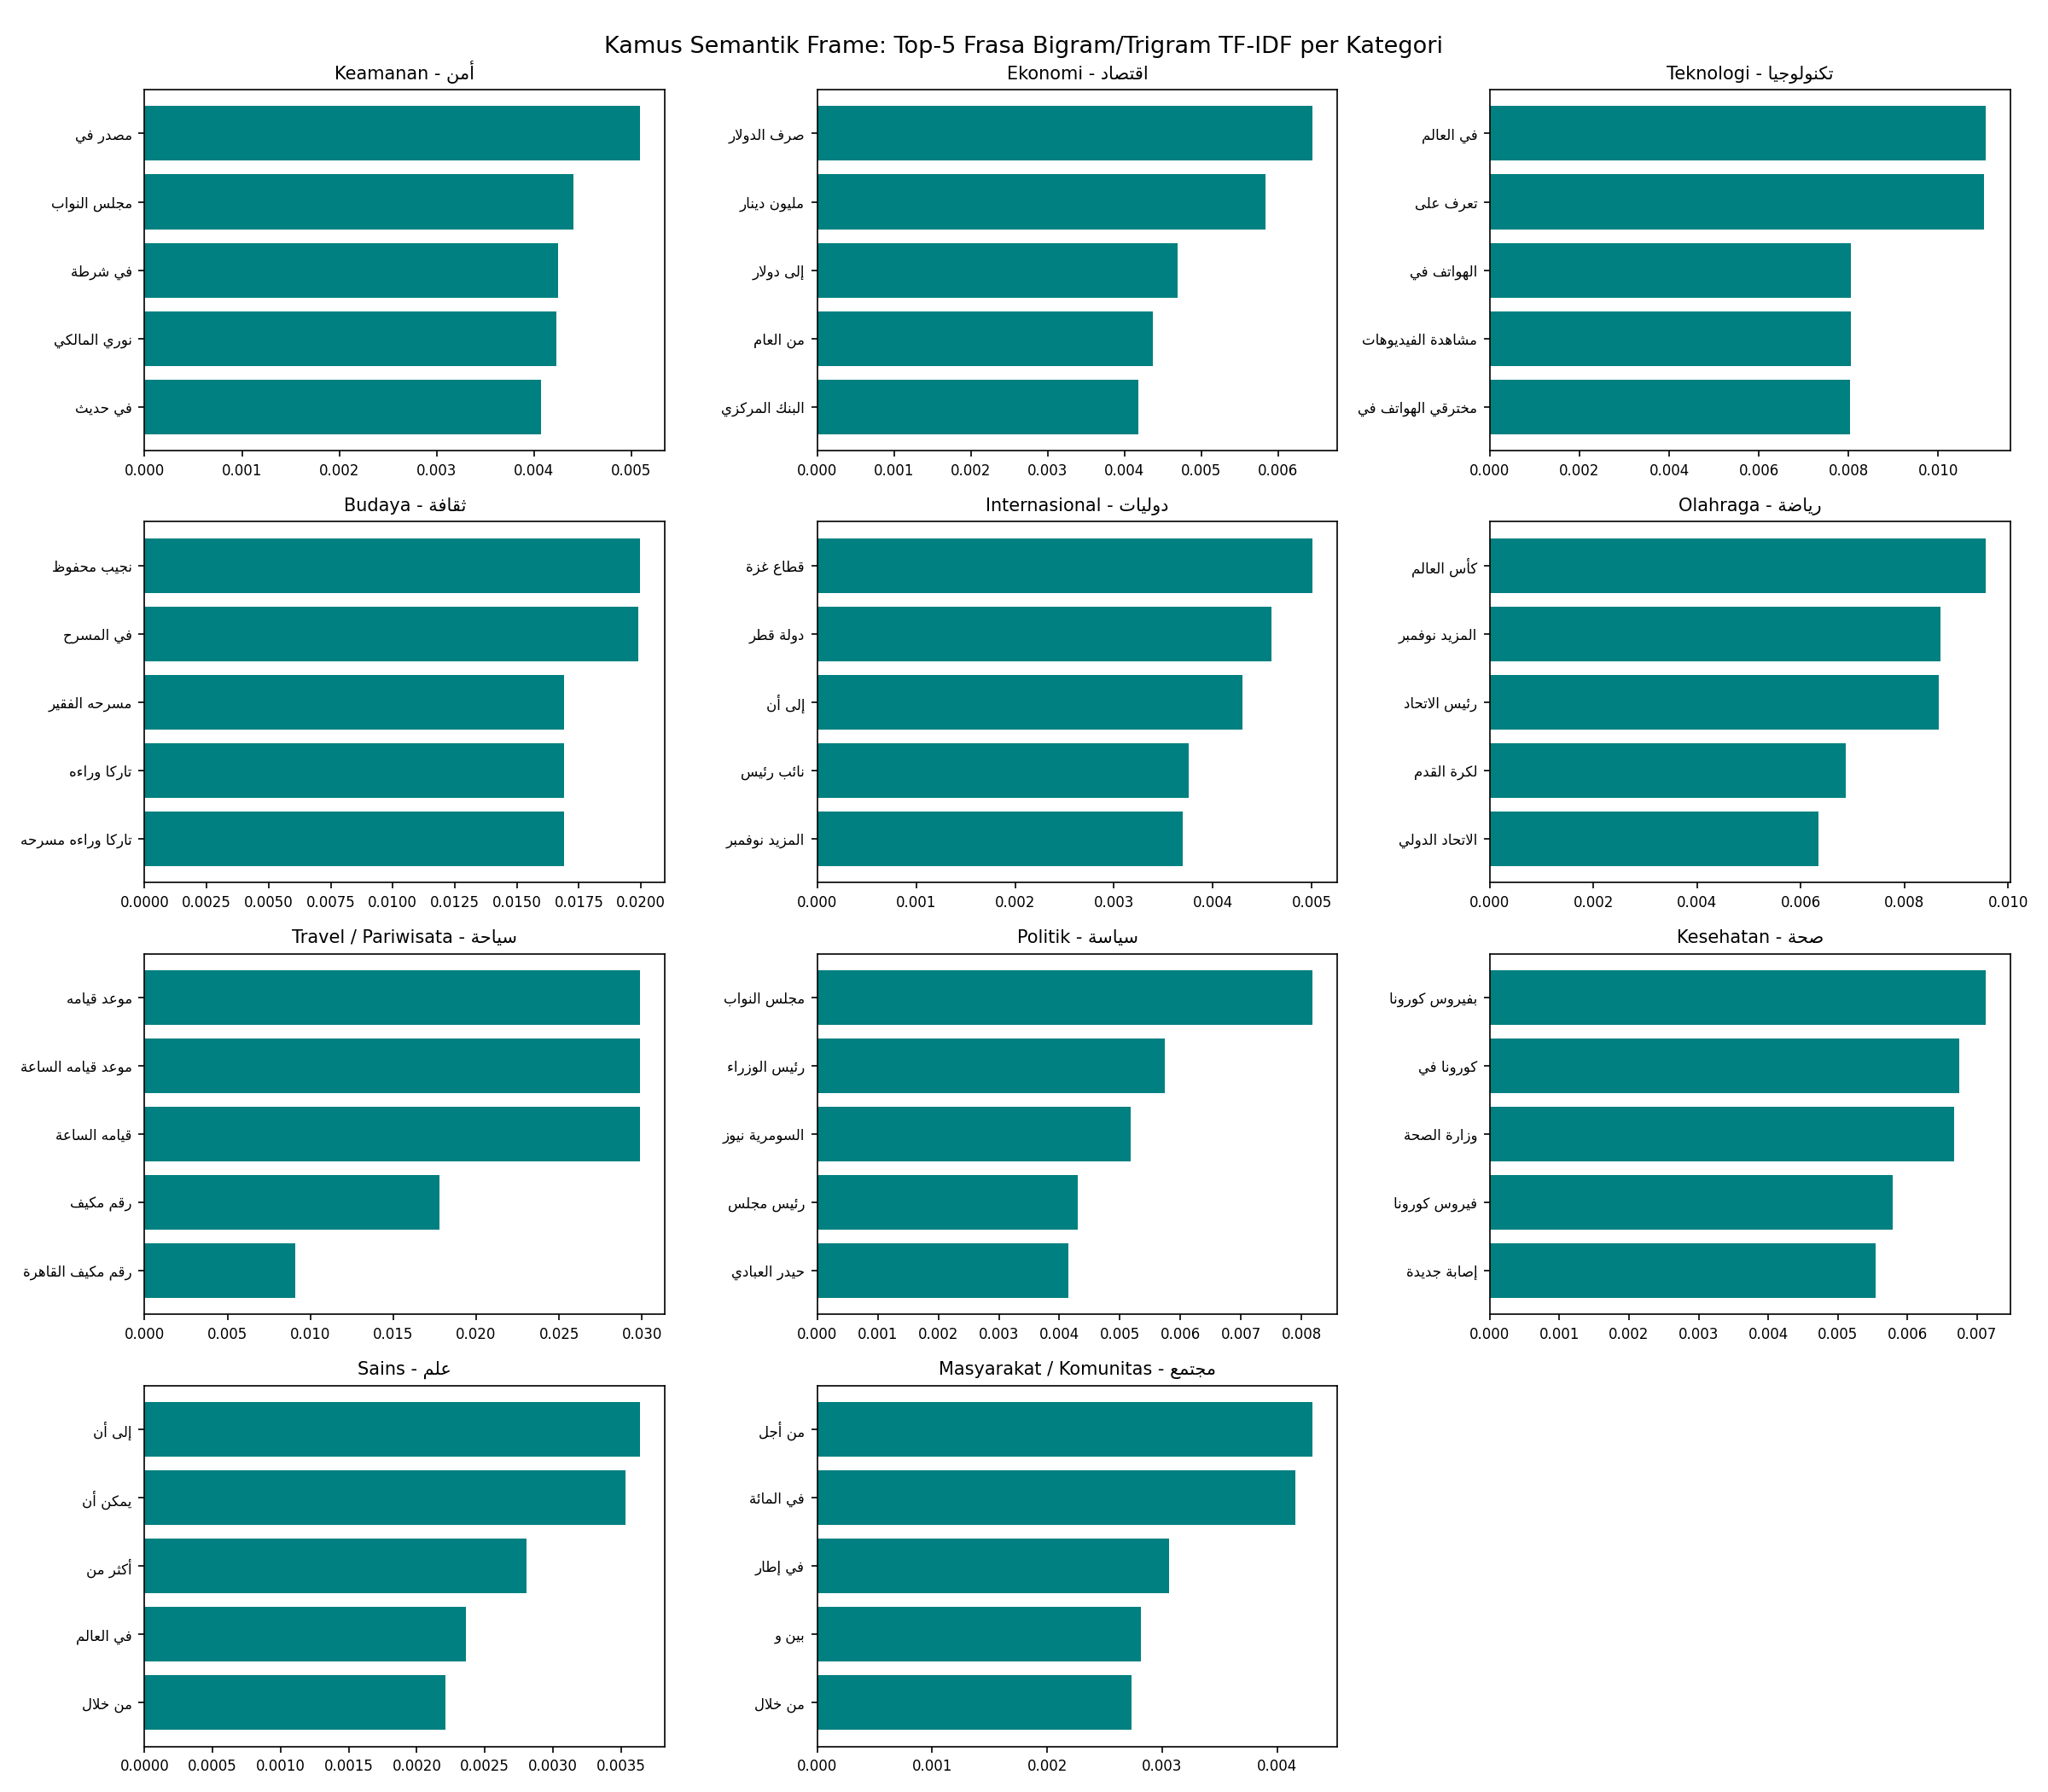 Kamus Semantik Frame: Top-5 Frasa Bigram/Trigram TF-IDF per Kategori
Keamanan - أمن
مصدر في
مجلس النواب
في شرطة
نوري المالكي
في حديث
0.000 0.001 0.002 0.003 0.004 0.005
Ekonomi - اقتصاد
صرف الدولار
مليون دينار
إلى دولار
من العام
البنك المركزي
0.000 0.001 0.002 0.003 0.004 0.005 0.006
Teknologi - تكنولوجيا
في العالم
تعرف على
الهواتف في
مشاهدة الفيديوهات
مخترقي الهواتف في
0.000 0.002 0.004 0.006 0.008 0.010
Budaya - ثقافة
نجيب محفوظ
في المسرح
مسرحه الفقير
تاركا وراءه
تاركا وراءه مسرحه
0.0000 0.0025 0.0050 0.0075 0.0100 0.0125 0.0150 0.0175 0.0200
Internasional - دوليات
قطاع غزة
دولة قطر
إلى أن
نائب رئيس
المزيد نوفمبر
0.000 0.001 0.002 0.003 0.004 0.005
Olahraga - رياضة
كأس العالم
المزيد نوفمبر
رئيس الاتحاد
لكرة القدم
الاتحاد الدولي
0.000 0.002 0.004 0.006 0.008 0.010
Travel / Pariwisata - سياحة
موعد قيامه
موعد قيامه الساعة
قيامه الساعة
رقم مكيف
رقم مكيف القاهرة
0.000 0.005 0.010 0.015 0.020 0.025 0.030
Politik - سياسة
مجلس النواب
رئيس الوزراء
السومرية نيوز
رئيس مجلس
حيدر العبادي
0.000 0.001 0.002 0.003 0.004 0.005 0.006 0.007 0.008
Kesehatan - صحة
بفيروس كورونا
كورونا في
وزارة الصحة
فيروس كورونا
إصابة جديدة
0.000 0.001 0.002 0.003 0.004 0.005 0.006 0.007
Sains - علم
إلى أن
يمكن أن
أكثر من
في العالم
من خلال
0.0000 0.0005 0.0010 0.0015 0.0020 0.0025 0.0030 0.0035
Masyarakat / Komunitas - مجتمع
من أجل
في المائة
في إطار
بين و
من خلال
0.000 0.001 0.002 0.003 0.004